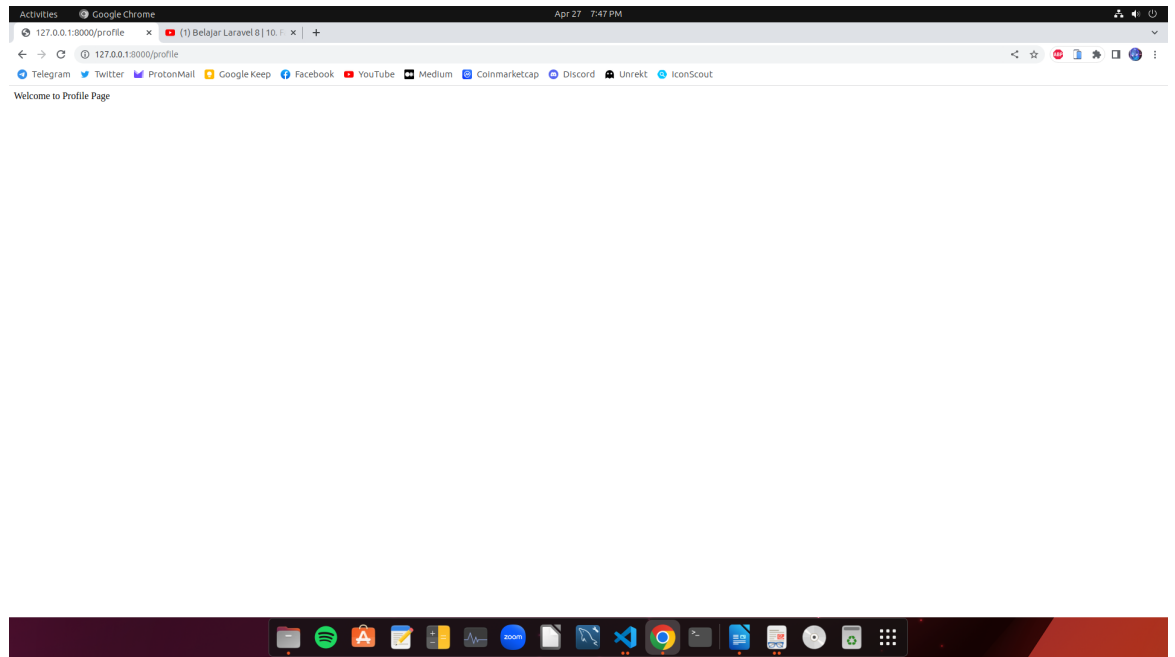 Activities Google Chrome Apr 27 7:47 PM
127.0.0.1:8000/profile (1) Belajar Laravel 8 | 10. F
127.0.0.1:8000/profile
Telegram Twitter ProtonMail Google Keep Facebook YouTube Medium Coinmarketcap Discord Unrekt IconScout
Welcome to Profile Page
zoom